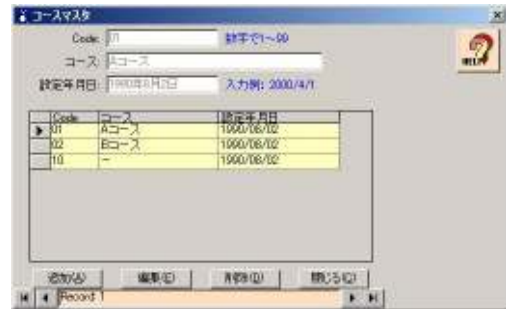 コースマスタ
Code: 01 数字で1～99
コース: Aコース
設定年月日: 1990年8月2日 入力例: 2000/4/1
HELP
Code コース 設定年月日
01 Aコース 1990/08/02
02 Bコース 1990/08/02
10 － 1990/08/02
追加(A) 編集(E) 削除(D) 閉じる(C)
Record 1